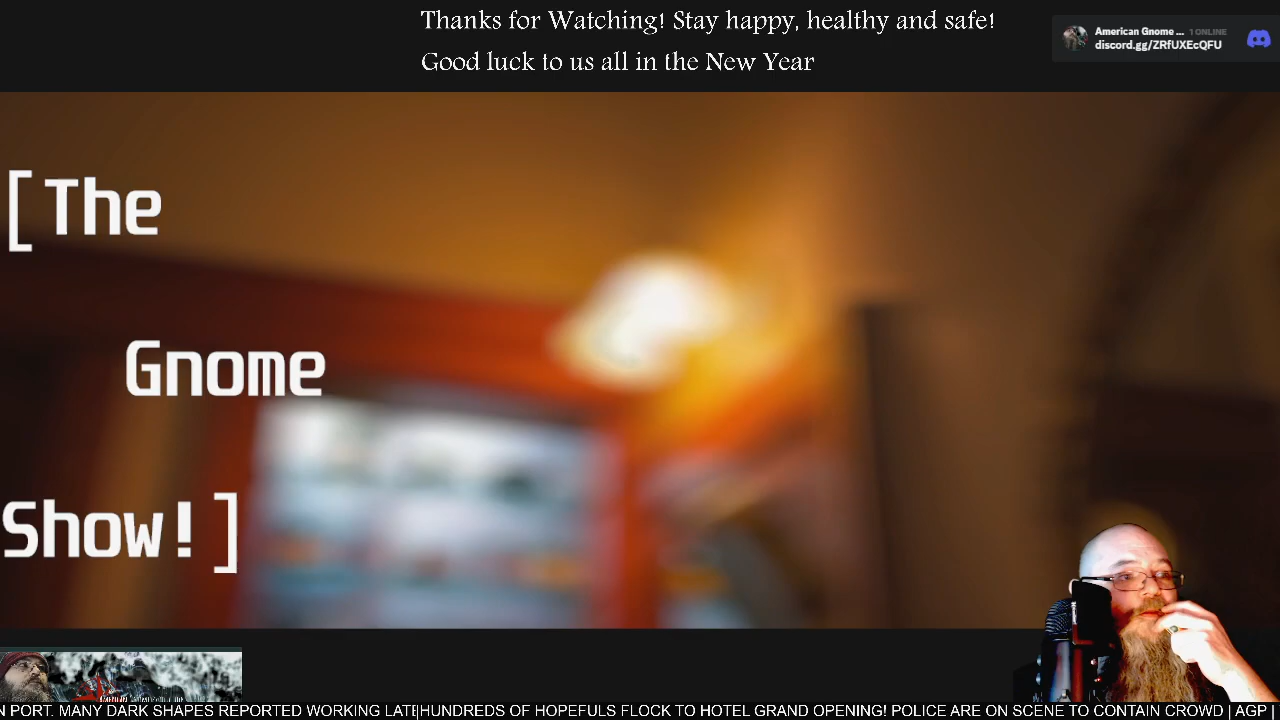 Thanks for Watching! Stay happy, healthy and safe!
Good luck to us all in the New Year
American Gnome ... 1 ONLINE
discord.gg/ZRfUXEcQFU
[The
Gnome
Show!]
N PORT. MANY DARK SHAPES REPORTED WORKING LATE|HUNDREDS OF HOPEFULS FLOCK TO HOTEL GRAND OPENING! POLICE ARE ON SCENE TO CONTAIN CROWD | AGP |